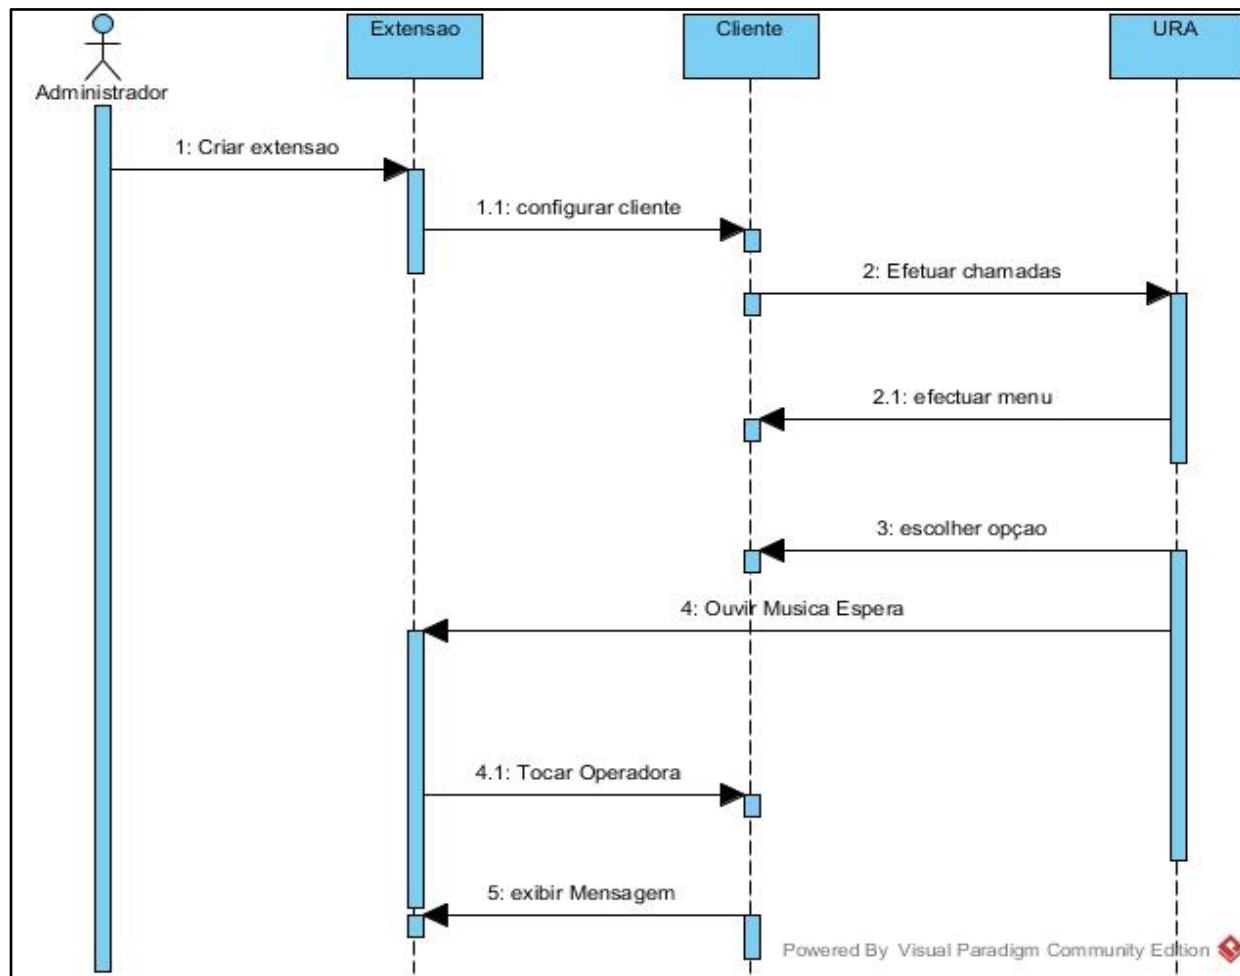 Extensao
Cliente
URA
Administrador
1: Criar extensao
1.1: configurar cliente
2: Efetuar chamadas
2.1: efectuar menu
3: escolher opçao
4: Ouvir Musica Espera
4.1: Tocar Operadora
5: exibir Mensagem
Powered By Visual Paradigm Community Edition